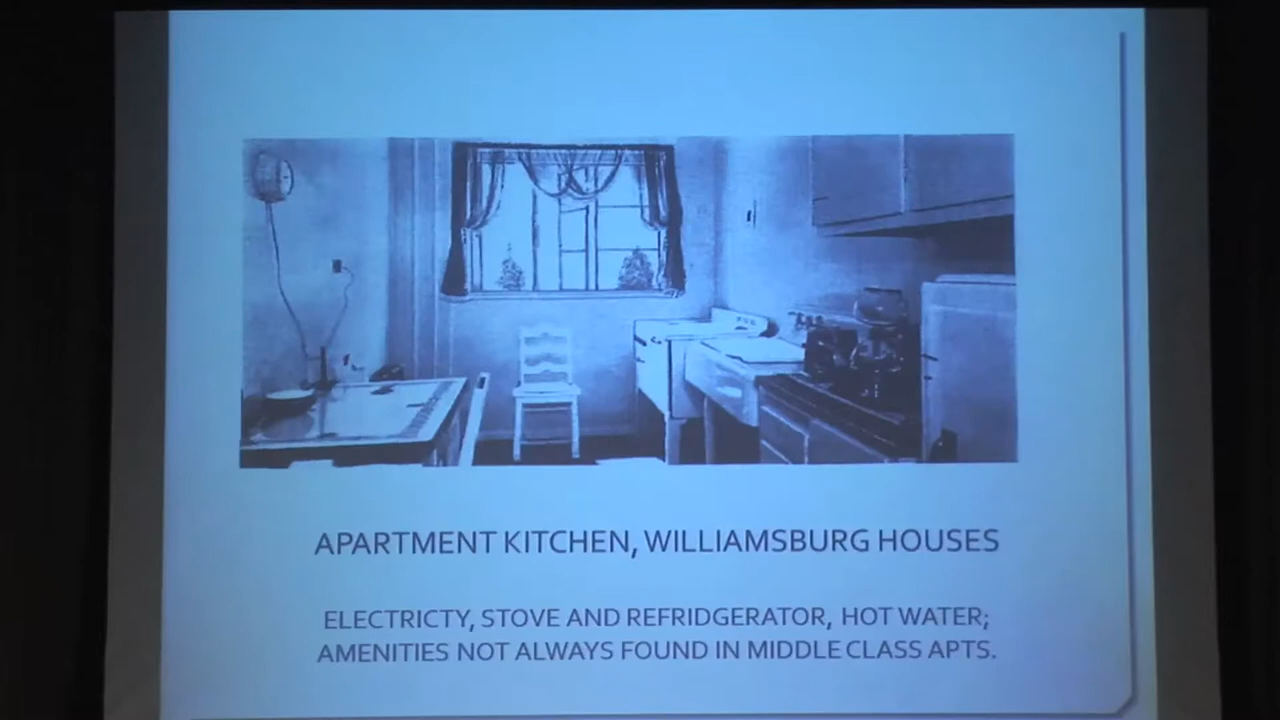 APARTMENT KITCHEN, WILLIAMSBURG HOUSES
ELECTRICTY, STOVE AND REFRIDGERATOR, HOT WATER;
AMENITIES NOT ALWAYS FOUND IN MIDDLE CLASS APTS.